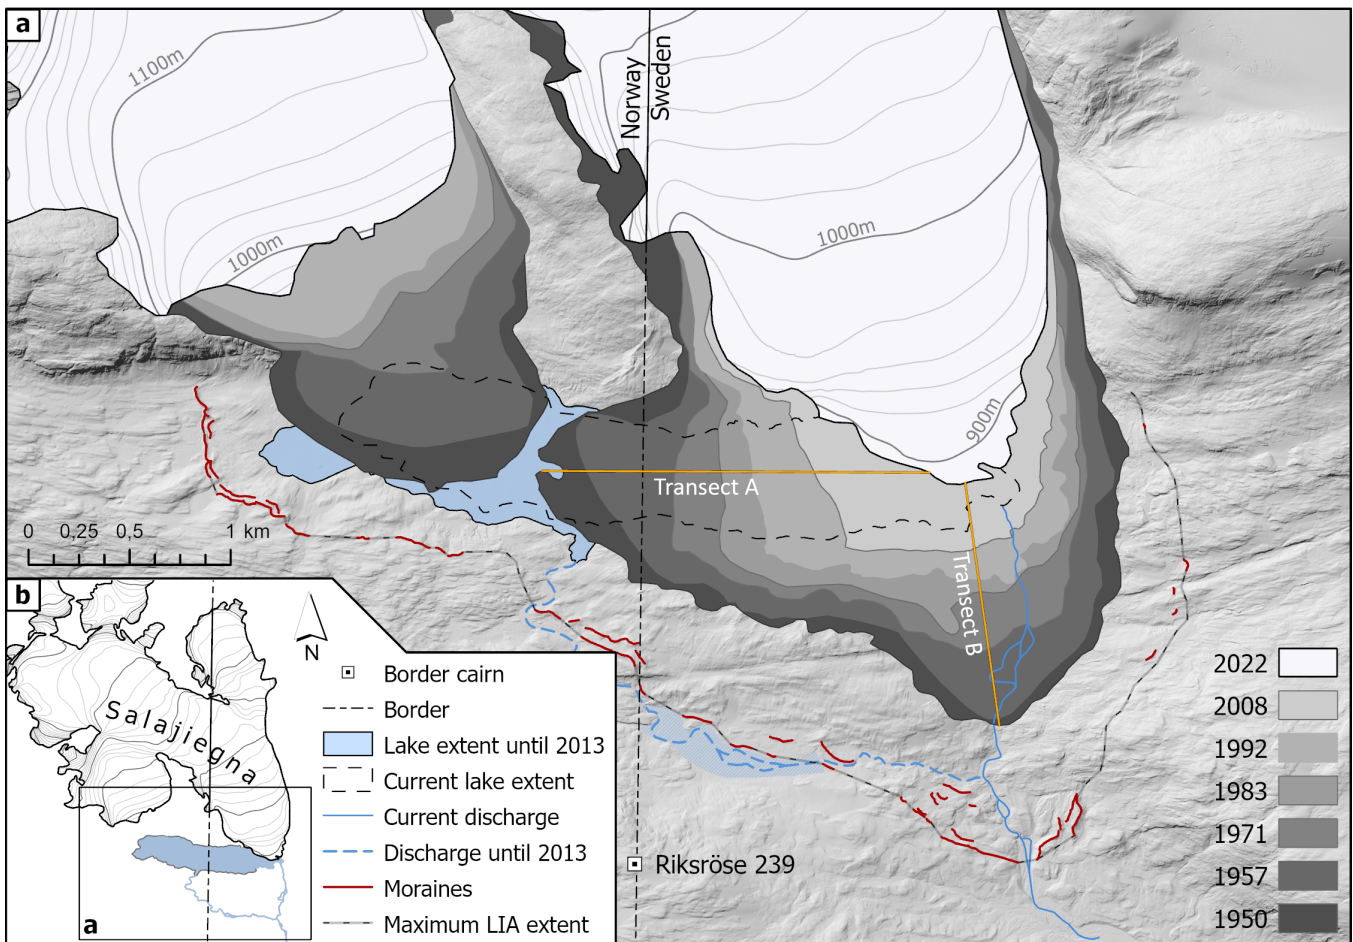 a
1100m
1000m
Norway
Sweden
1000m
900m
Transect A
Transect B
0 0,25 0,5 1 km
b
Salajiegna
a
N
Border cairn
Border
Lake extent until 2013
Current lake extent
Current discharge
Discharge until 2013
Moraines
Maximum LIA extent
Riksröse 239
2022
2008
1992
1983
1971
1957
1950